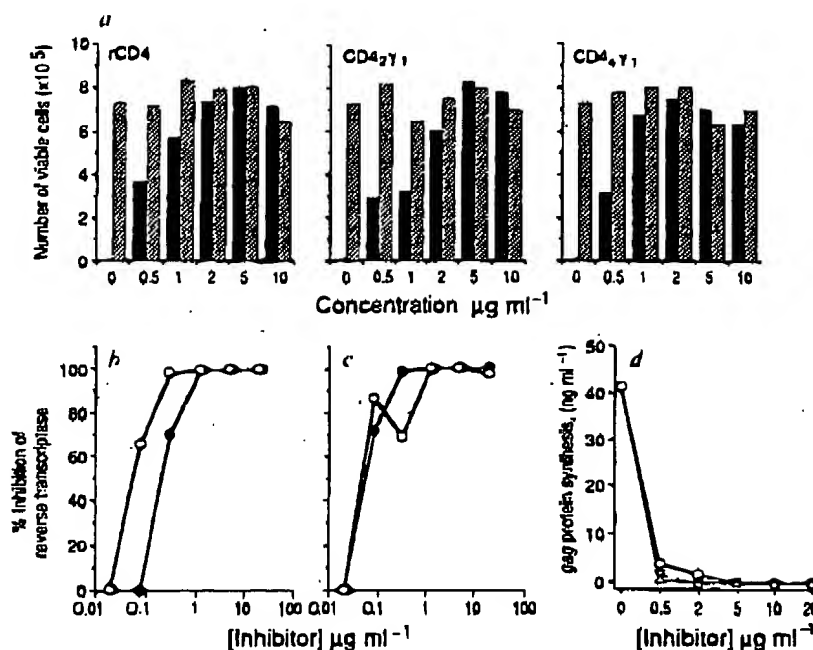 a
rCD4
CD4₂γ₁
CD4₄γ₁
Number of viable cells (×10⁵)
10
8
6
4
2
0
0 0.5 1 2 5 10
0 0.5 1 2 5 10
0 0.5 1 2 5 10
Concentration μg ml⁻¹
b
c
d
% Inhibition of
reverse transcriptase
100
80
60
40
20
0
0.01 0.1 1 10 100
0.01 0.1 1 10 100
[Inhibitor] μg ml⁻¹
gag protein synthesis, (ng ml⁻¹)
50
40
30
20
10
0
0 0.5 2 5 10 20
[Inhibitor] μg ml⁻¹